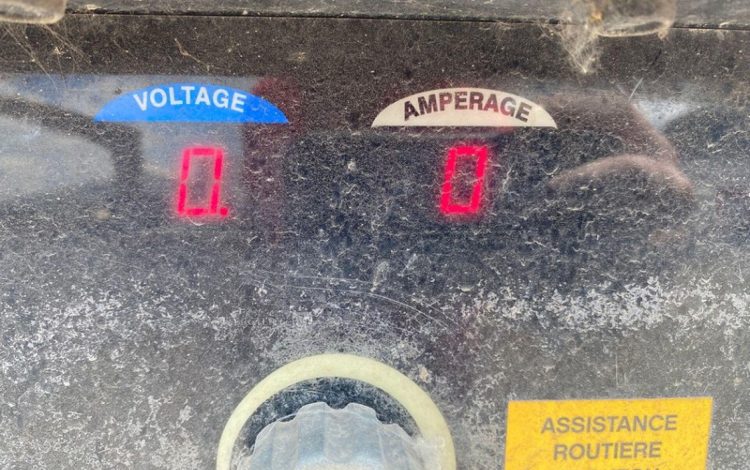 VOLTAGE
AMPERAGE
0.
0
ASSISTANCE
ROUTIERE